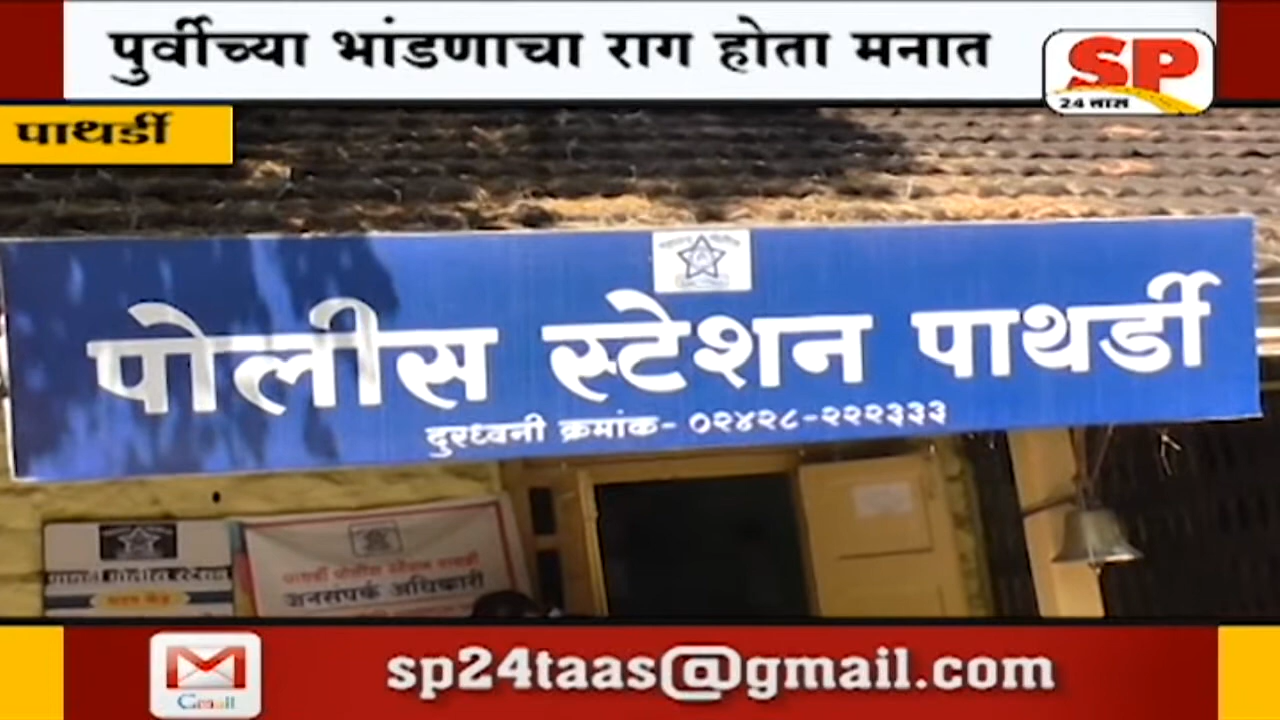 पुर्वीच्या भांडणाचा राग होता मनात
SP
24 तास
पाथर्डी
पोलीस स्टेशन पाथर्डी
दुरध्वनी क्रमांक- ०२४२८-२२२३३३
जनसंपर्क अधिकारी
Gmail
sp24taas@gmail.com